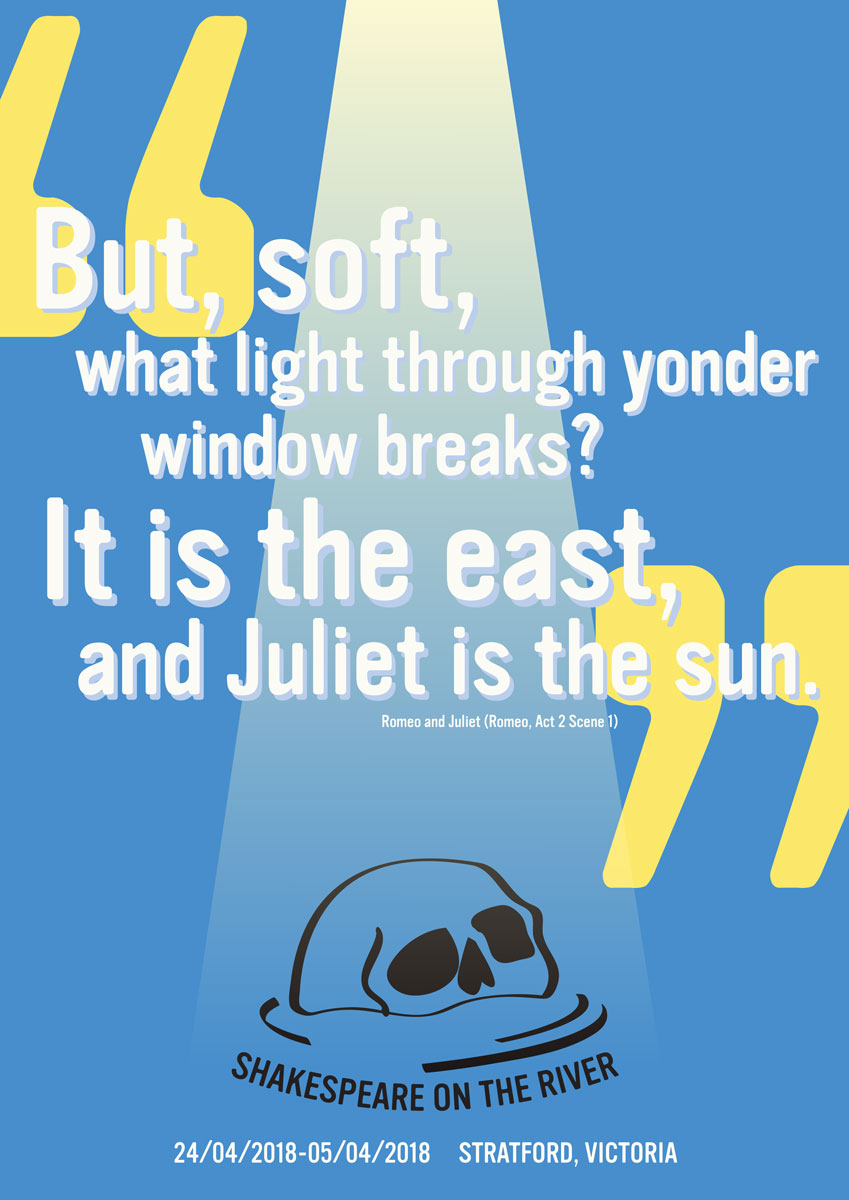 But, soft,
what light through yonder
window breaks?
It is the east,
and Juliet is the sun.
Romeo and Juliet (Romeo, Act 2 Scene 1)
SHAKESPEARE ON THE RIVER
24/04/2018-05/04/2018 STRATFORD, VICTORIA